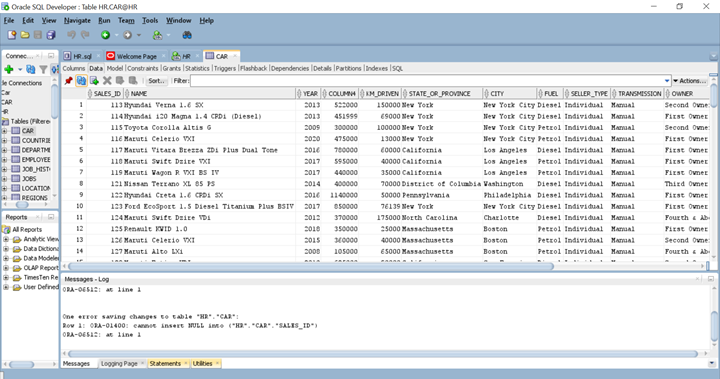 Oracle SQL Developer : Table HR.CAR@HR
File Edit View Navigate Run Team Tools Window Help
Connec...
HR.sql Welcome Page HR CAR
Columns Data Model Constraints Grants Statistics Triggers Flashback Dependencies Details Partitions Indexes SQL
Sort.. Filter: Actions...
SALES_ID NAME YEAR COLUMN4 KM_DRIVEN STATE_OR_PROVINCE CITY FUEL SELLER_TYPE TRANSMISSION OWNER
1 113 Hyundai Verna 1.6 SX 2013 522000 150000 New York New York City Diesel Individual Manual Second Owner
2 114 Hyundai i20 Magna 1.4 CRDi (Diesel) 2013 451999 69000 New York New York City Diesel Individual Manual First Owner
3 115 Toyota Corolla Altis G 2009 300000 100000 New York New York City Petrol Individual Manual First Owner
4 116 Maruti Celerio VXI 2020 475000 13000 New York New York City Petrol Individual Manual First Owner
5 117 Maruti Vitara Brezza ZDi Plus Dual Tone 2016 780000 60000 California Los Angeles Diesel Individual Manual First Owner
6 118 Maruti Swift Dzire VXI 2017 595000 40000 California Los Angeles Petrol Individual Manual First Owner
7 119 Maruti Wagon R VXI BS IV 2017 440000 35000 California Los Angeles Petrol Individual Manual First Owner
8 121 Nissan Terrano XL 85 PS 2014 400000 70000 District of Columbia Washington Diesel Individual Manual Third Owner
9 122 Hyundai Creta 1.6 CRDi SX 2016 1140000 50000 Pennsylvania Philadelphia Diesel Individual Manual First Owner
10 123 Ford EcoSport 1.5 Diesel Titanium Plus BSIV 2017 850000 76139 New York New York City Diesel Individual Manual First Owner
11 124 Maruti Swift Dzire VDi 2012 370000 175000 North Carolina Charlotte Diesel Individual Manual Fourth & Abo
12 125 Renault KWID 1.0 2018 350000 25000 Massachusetts Boston Petrol Individual Manual First Owner
13 126 Maruti Celerio VXI 2015 360000 40000 Massachusetts Boston Petrol Individual Manual Second Owner
14 127 Maruti Alto LXi 2008 105000 65000 Massachusetts Boston Petrol Individual Manual Fourth & Abo
le Connections
Car
CAR
HR
Tables (Filtered
CAR
COUNTRIE
DEPARTM
EMPLOYEE
JOB_HIST
JOBS
LOCATION
REGIONS
Reports
All Reports
Analytic View
Data Dictiona
Data Modeler
OLAP Report
TimesTen Re
User Defined
Messages - Log
ORA-06512: at line 1
One error saving changes to table "HR"."CAR":
Row 1: ORA-01400: cannot insert NULL into ("HR"."CAR"."SALES_ID")
ORA-06512: at line 1
Messages Logging Page Statements Utilities